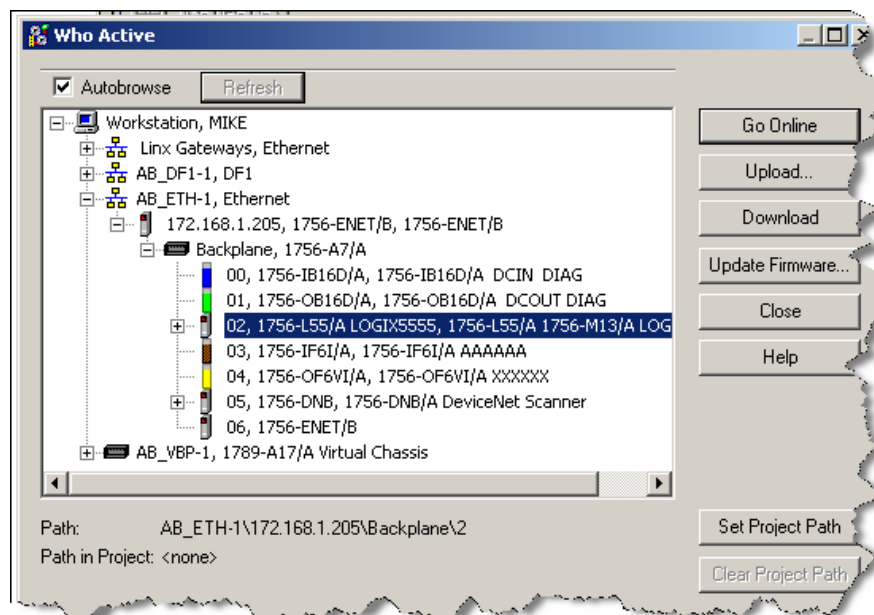 Who Active
Autobrowse
Refresh
Workstation, MIKE
Linx Gateways, Ethernet
AB_DF1-1, DF1
AB_ETH-1, Ethernet
172.168.1.205, 1756-ENET/B, 1756-ENET/B
Backplane, 1756-A7/A
00, 1756-IB16D/A, 1756-IB16D/A DCIN DIAG
01, 1756-OB16D/A, 1756-OB16D/A DCOUT DIAG
02, 1756-L55/A LOGIX5555, 1756-L55/A 1756-M13/A LOG
03, 1756-IF6I/A, 1756-IF6I/A AAAAAA
04, 1756-OF6VI/A, 1756-OF6VI/A XXXXXX
05, 1756-DNB, 1756-DNB/A DeviceNet Scanner
06, 1756-ENET/B
AB_VBP-1, 1789-A17/A Virtual Chassis
Go Online
Upload...
Download
Update Firmware...
Close
Help
Path: AB_ETH-1\172.168.1.205\Backplane\2
Path in Project: <none>
Set Project Path
Clear Project Path